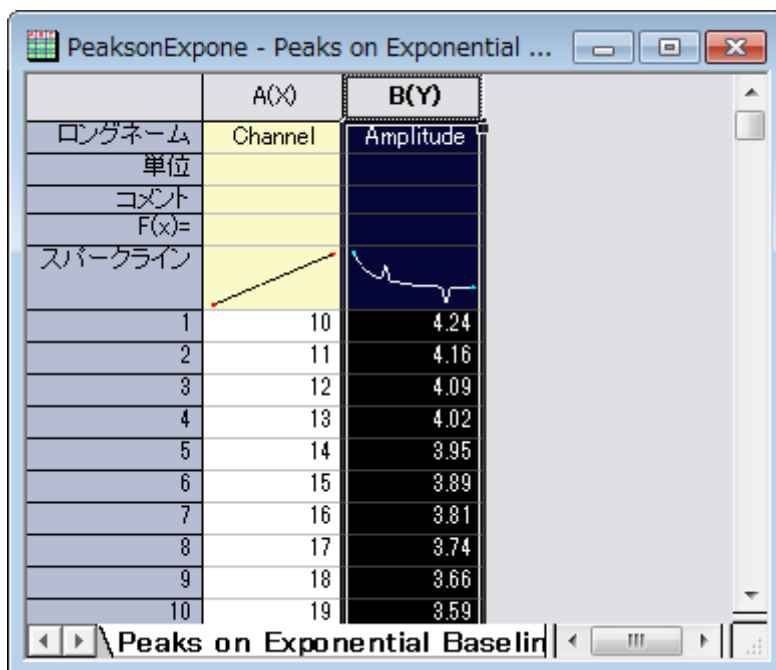 PeaksonExpone - Peaks on Exponential ...
A(X) B(Y)
ロングネーム Channel Amplitude
単位
コメント
F(x)=
スパークライン
1 10 4.24
2 11 4.16
3 12 4.09
4 13 4.02
5 14 3.95
6 15 3.89
7 16 3.81
8 17 3.74
9 18 3.66
10 19 3.59
Peaks on Exponential Baselin